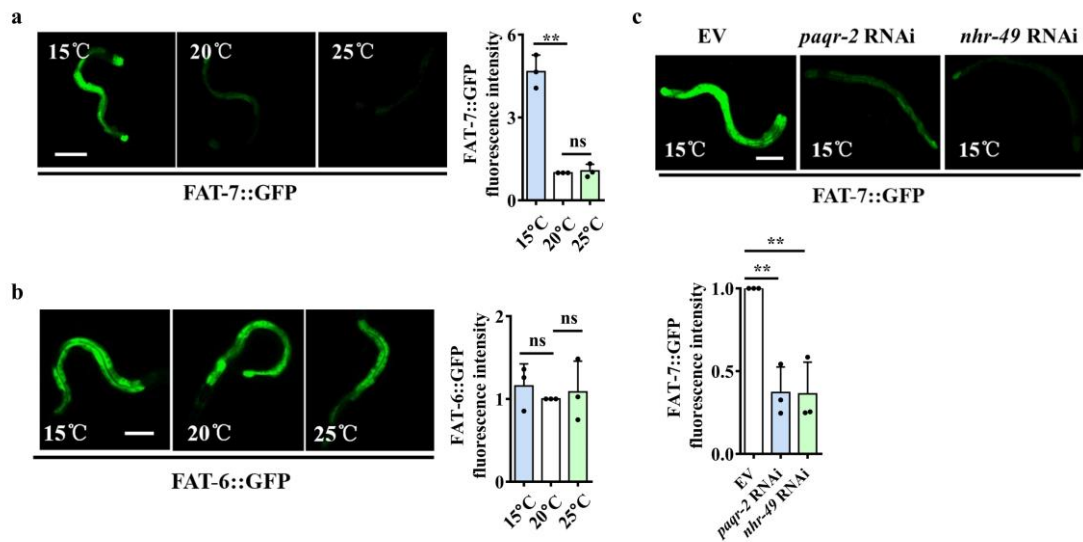 a
15℃
20℃
25℃
FAT-7::GFP
FAT-7::GFP
fluorescence intensity
6
3
0
**
ns
15°C
20°C
25°C
b
15℃
20℃
25℃
FAT-6::GFP
FAT-6::GFP
fluorescence intensity
2
1
0
ns
ns
15°C
20°C
25°C
c
EV
paqr-2 RNAi
nhr-49 RNAi
15℃
15℃
15℃
FAT-7::GFP
FAT-7::GFP
fluorescence intensity
1.0
0.5
0.0
**
**
EV
paqr-2 RNAi
nhr-49 RNAi